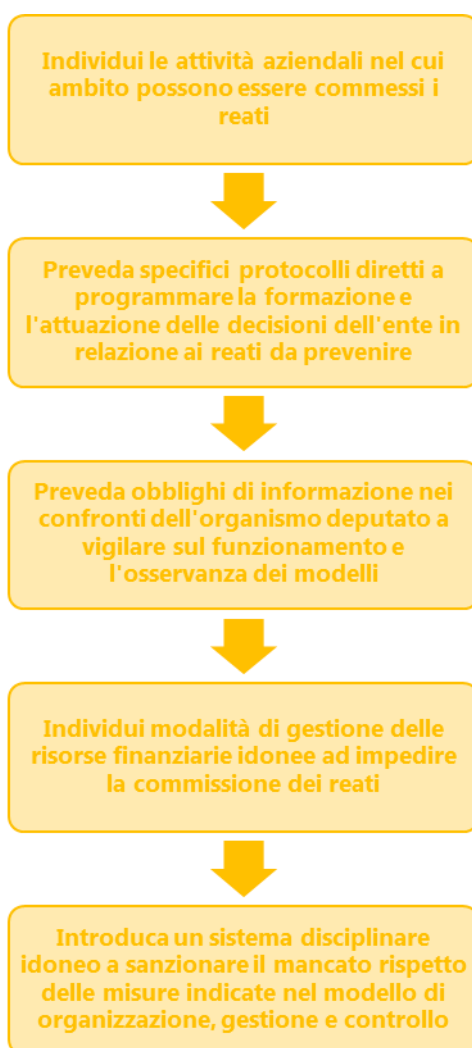 Individui le attività aziendali nel cui
ambito possono essere commessi i
reati
Preveda specifici protocolli diretti a
programmare la formazione e
l'attuazione delle decisioni dell'ente in
relazione ai reati da prevenire
Preveda obblighi di informazione nei
confronti dell'organismo deputato a
vigilare sul funzionamento e
l'osservanza dei modelli
Individui modalità di gestione delle
risorse finanziarie idonee ad impedire
la commissione dei reati
Introduca un sistema disciplinare
idoneo a sanzionare il mancato rispetto
delle misure indicate nel modello di
organizzazione, gestione e controllo